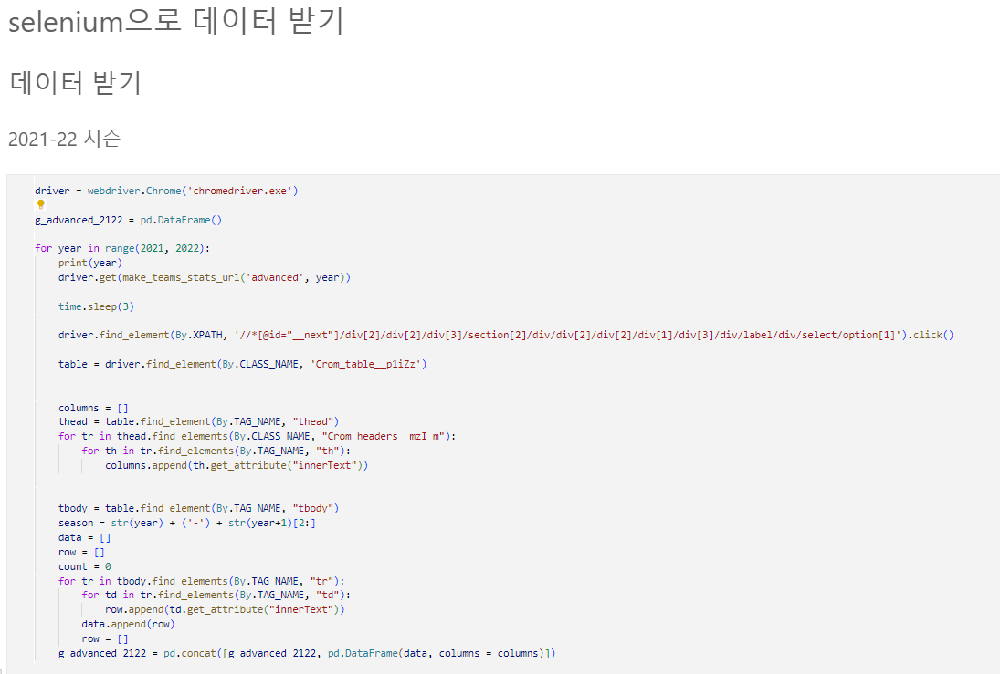 selenium으로 데이터 받기
데이터 받기
2021-22 시즌
driver = webdriver.Chrome('chromedriver.exe')
g_advanced_2122 = pd.DataFrame()
for year in range(2021, 2022):
print(year)
driver.get(make_teams_stats_url('advanced', year))
time.sleep(3)
driver.find_element(By.XPATH, '//*[@id="__next"]/div[2]/div[2]/div[3]/section[2]/div/div[2]/div[2]/div[1]/div[3]/div/label/div/select/option[1]').click()
table = driver.find_element(By.CLASS_NAME, 'Crom_table__p1iZz')
columns = []
thead = table.find_element(By.TAG_NAME, "thead")
for tr in thead.find_elements(By.CLASS_NAME, "Crom_headers__mzI_m"):
for th in tr.find_elements(By.TAG_NAME, "th"):
columns.append(th.get_attribute("innerText"))
tbody = table.find_element(By.TAG_NAME, "tbody")
season = str(year) + ('-') + str(year+1)[2:]
data = []
row = []
count = 0
for tr in tbody.find_elements(By.TAG_NAME, "tr"):
for td in tr.find_elements(By.TAG_NAME, "td"):
row.append(td.get_attribute("innerText"))
data.append(row)
row = []
g_advanced_2122 = pd.concat([g_advanced_2122, pd.DataFrame(data, columns = columns)])